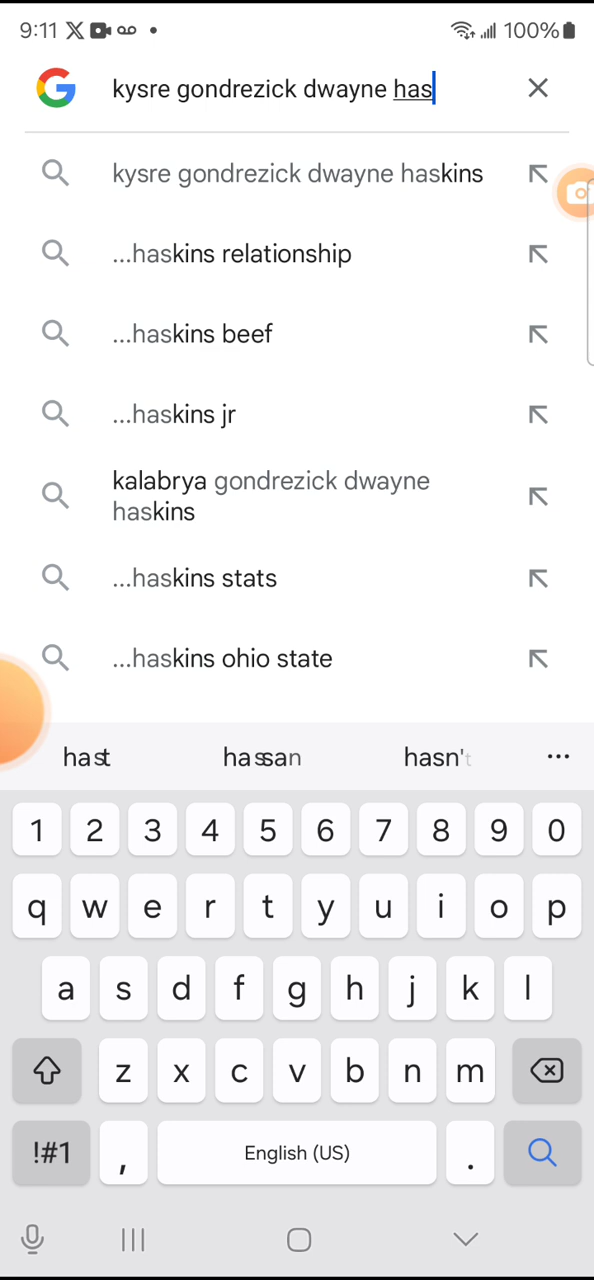 9:11 100%
kysre gondrezick dwayne has
kysre gondrezick dwayne haskins
...haskins relationship
...haskins beef
...haskins jr
kalabrya gondrezick dwayne
haskins
...haskins stats
...haskins ohio state
hast hassan hasn't ...
1 2 3 4 5 6 7 8 9 0
q w e r t y u i o p
a s d f g h j k l
z x c v b n m
!#1 , English (US) .